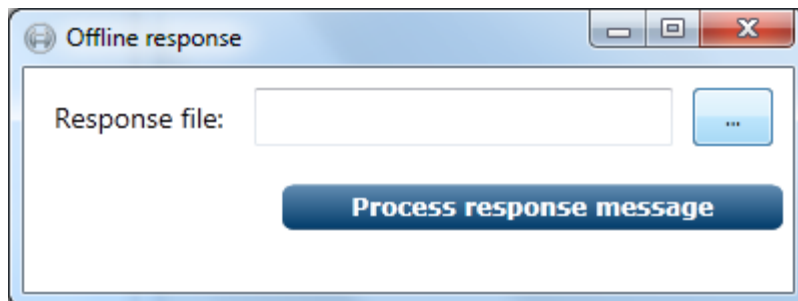 Offline response
Response file:
...
Process response message